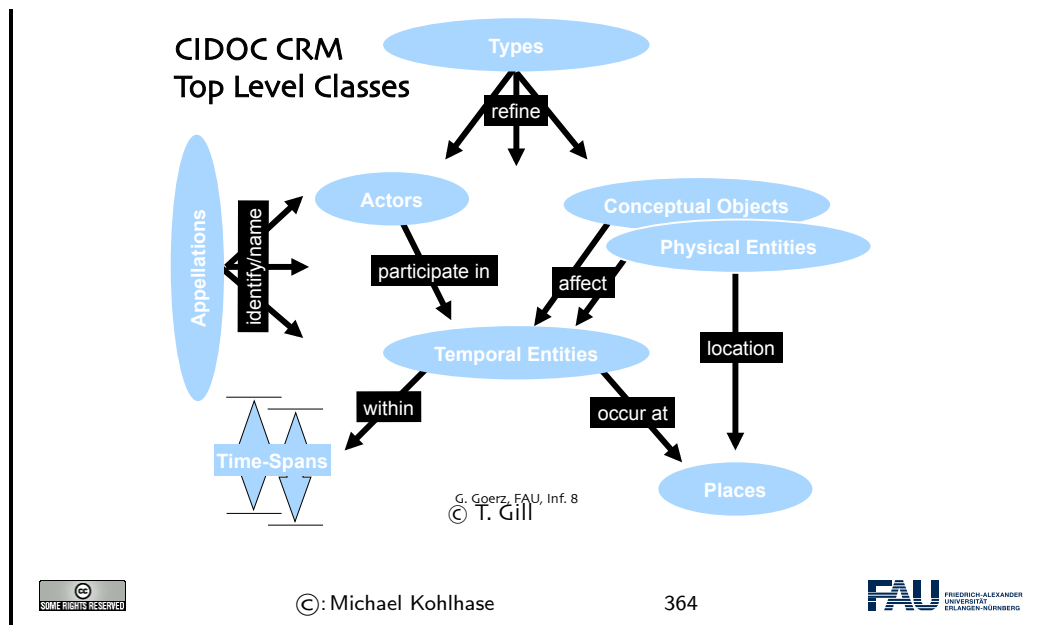 CIDOC CRM
Top Level Classes
Types
refine
Appellations
identify/name
Actors
Conceptual Objects
Physical Entities
participate in
affect
location
Temporal Entities
within
occur at
Time-Spans
Places
G. Goerz, FAU, Inf. 8
© T. Gill
cc
SOME RIGHTS RESERVED
©: Michael Kohlhase
364
FAU
FRIEDRICH-ALEXANDER
UNIVERSITÄT
ERLANGEN-NÜRNBERG